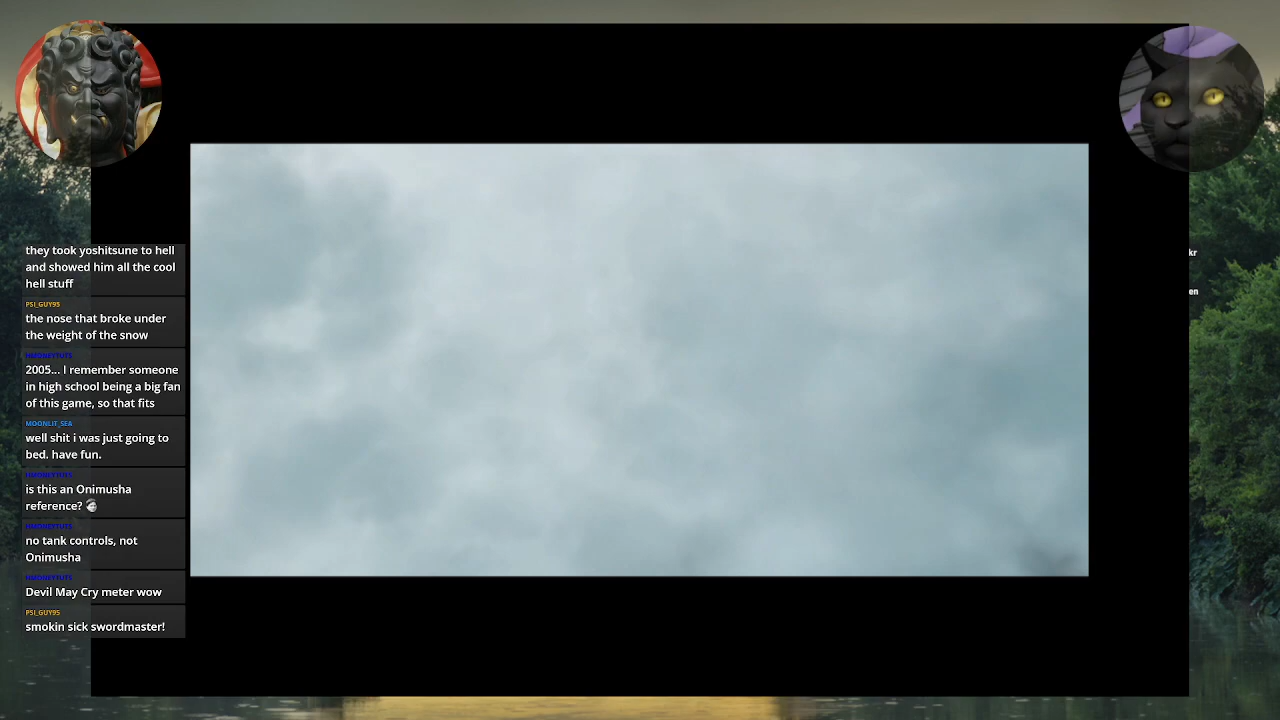 they took yoshitsune to hell
and showed him all the cool
hell stuff
PSI_GUY95
the nose that broke under
the weight of the snow
2005... I remember someone
in high school being a big fan
of this game, so that fits
MOONLIT_SEA
well shit i was just going to
bed. have fun.
is this an Onimusha
reference?
no tank controls, not
Onimusha
Devil May Cry meter wow
PSI_GUY95
smokin sick swordmaster!
kr
en